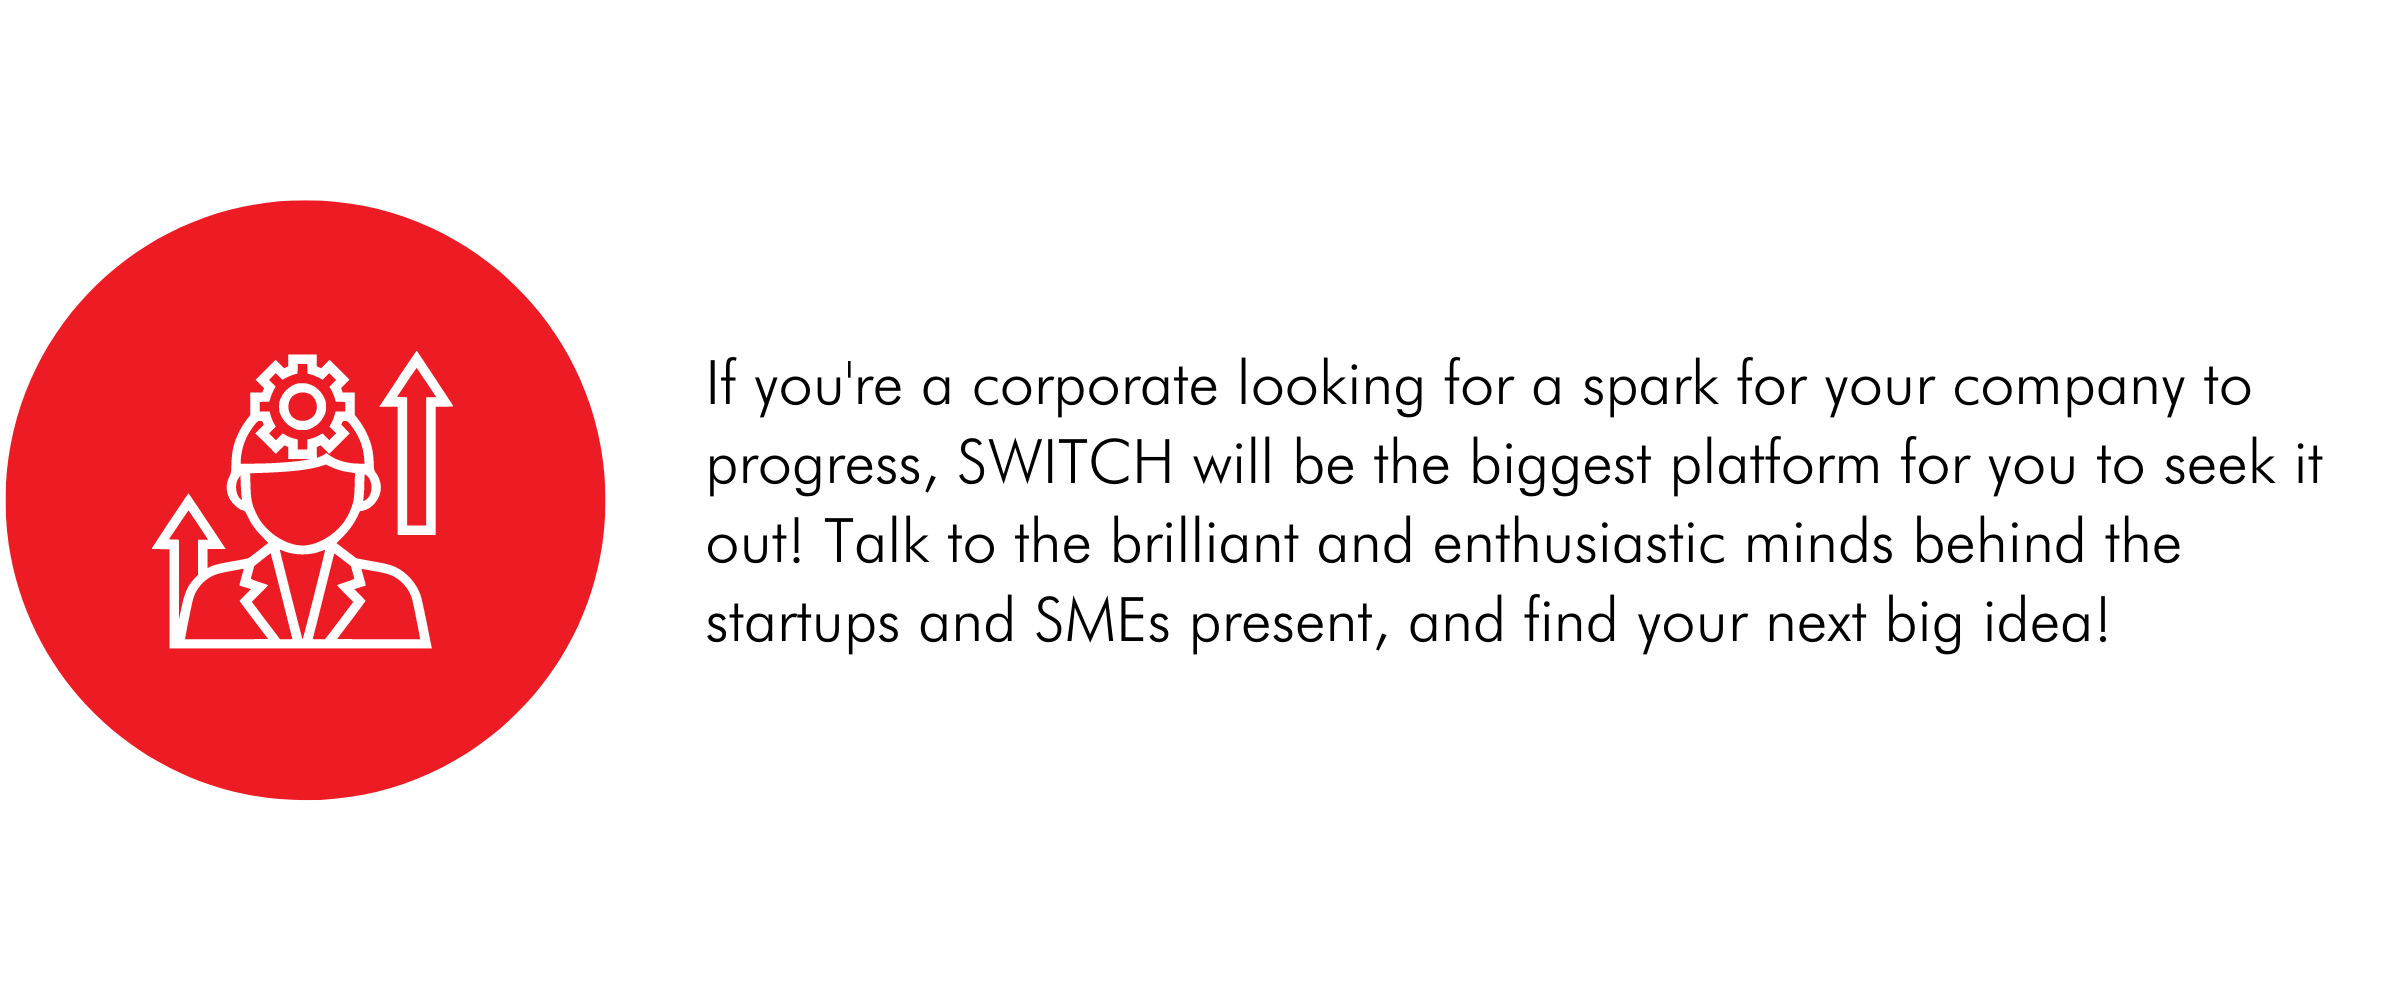 If you're a corporate looking for a spark for your company to
progress, SWITCH will be the biggest platform for you to seek it
out! Talk to the brilliant and enthusiastic minds behind the
startups and SMEs present, and find your next big idea!